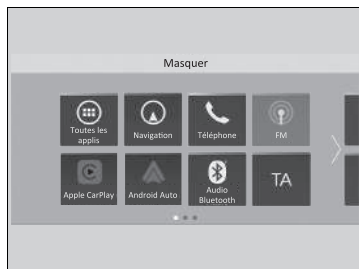 Masquer
Toutes les
applis
Navigation
Téléphone
FM
Apple CarPlay
Android Auto
Audio
Bluetooth
TA